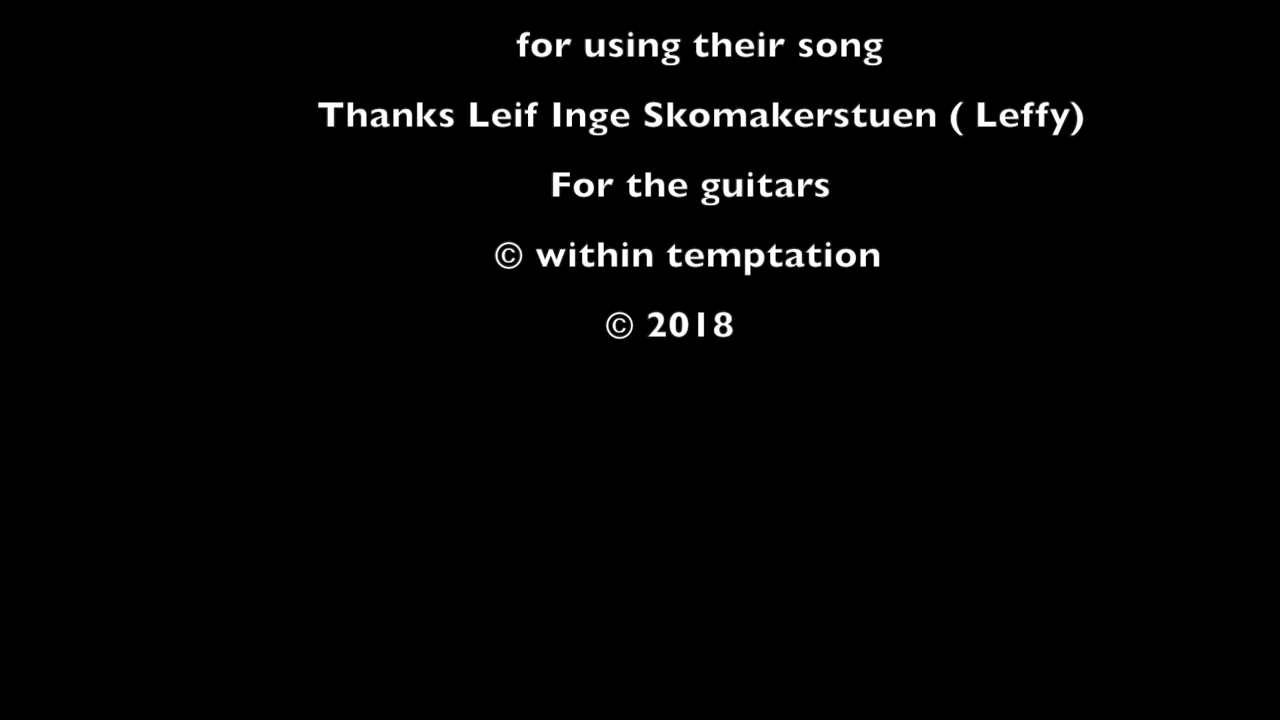 for using their song
Thanks Leif Inge Skomakerstuen ( Leffy)
For the guitars
© within temptation
© 2018